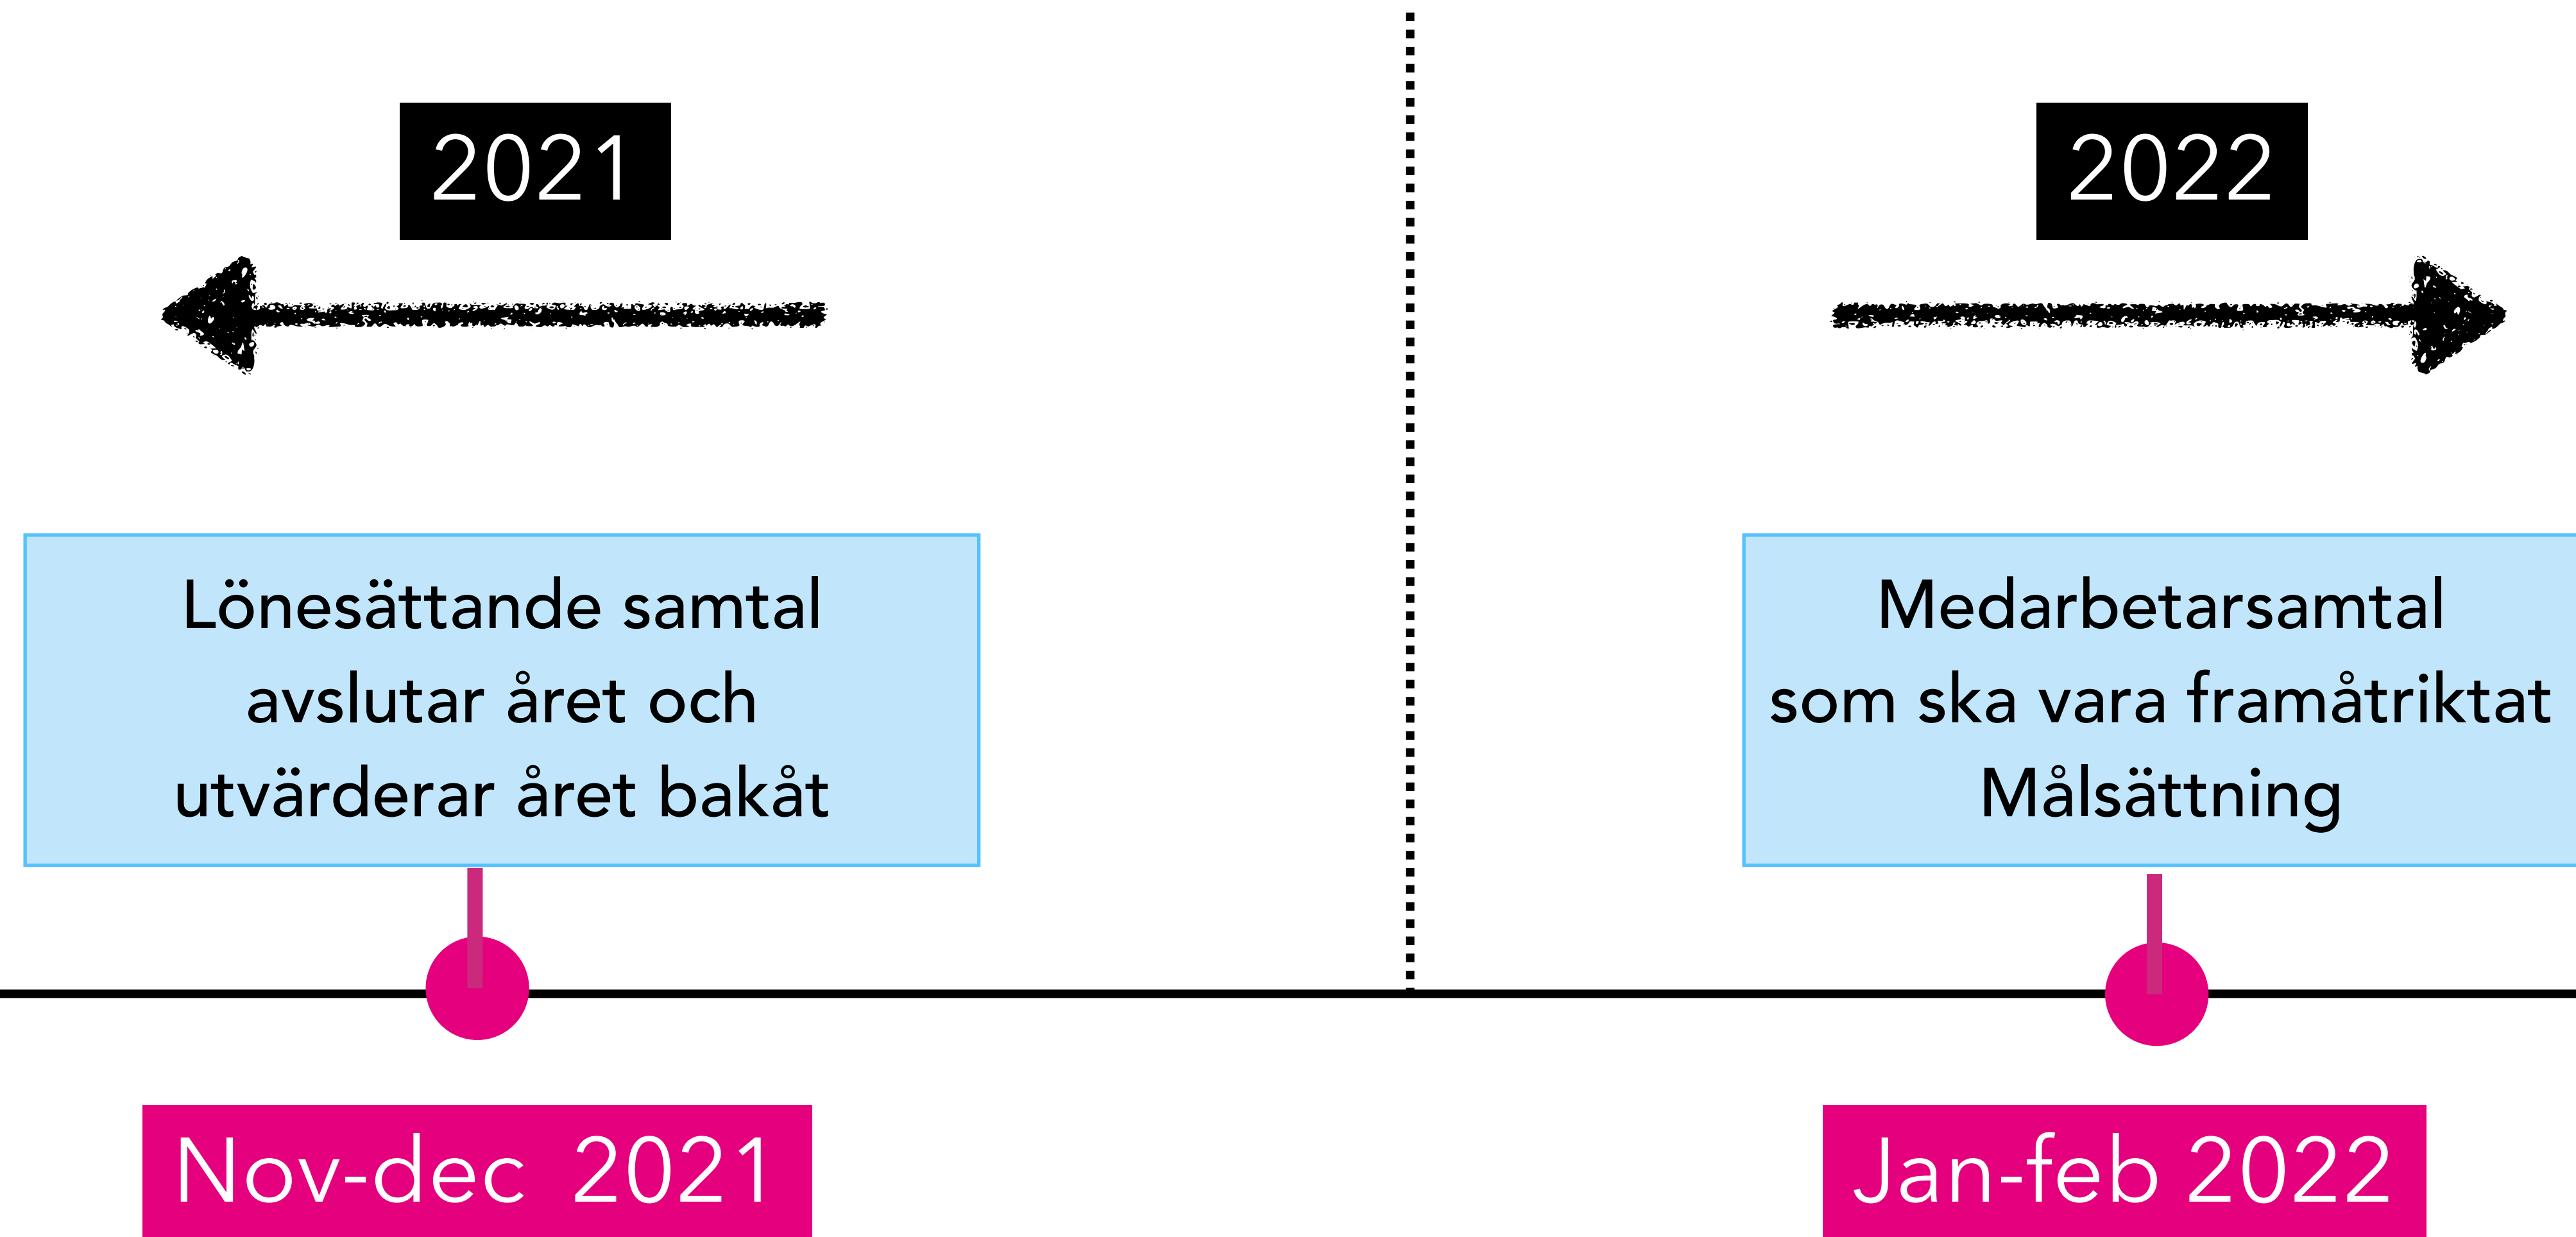 2021
2022
Lönesättande samtal
avslutar året och
utvärderar året bakåt
Medarbetarsamtal
som ska vara framåtriktat
Målsättning
Nov-dec 2021
Jan-feb 2022